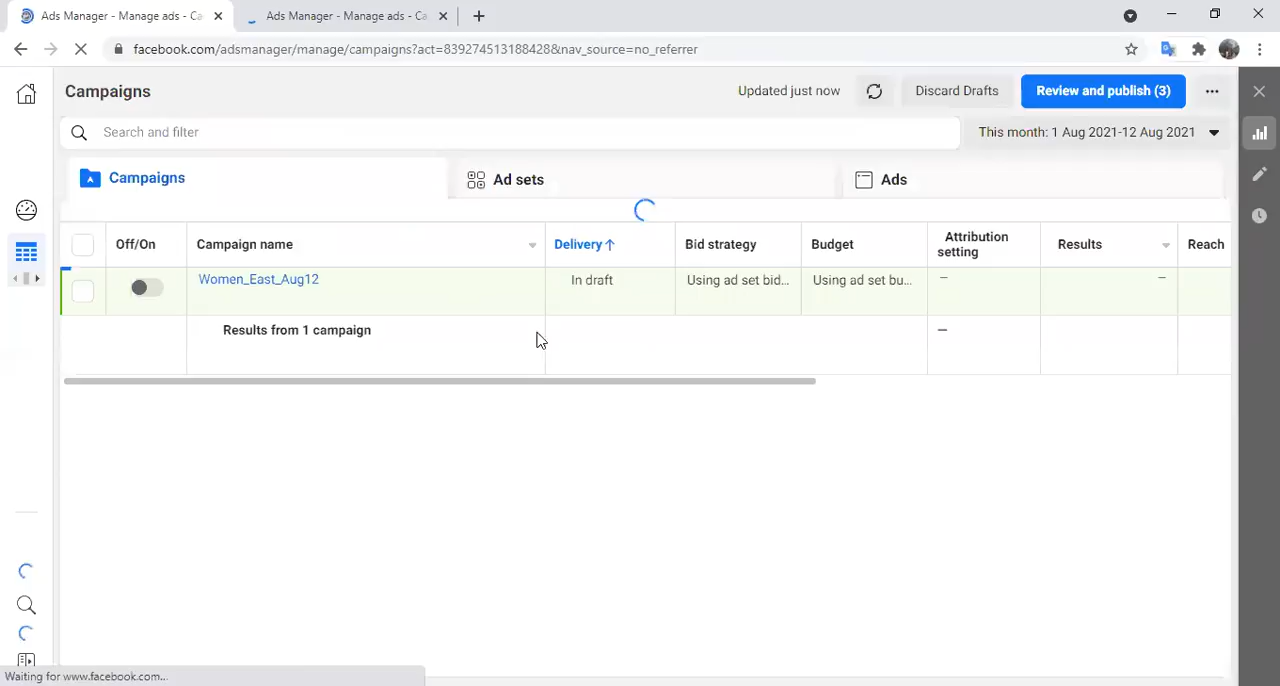 Ads Manager - Manage ads - Ca
Ads Manager - Manage ads - Ca
facebook.com/adsmanager/manage/campaigns?act=839274513188428&nav_source=no_referrer
Campaigns
Updated just now
Discard Drafts
Review and publish (3)
Search and filter
This month: 1 Aug 2021-12 Aug 2021
Campaigns
Ad sets
Ads
Off/On
Campaign name
Delivery
Bid strategy
Budget
Attribution
setting
Results
Reach
Women_East_Aug12
In draft
Using ad set bid...
Using ad set bu...
—
—
Results from 1 campaign
—
Waiting for www.facebook.com...